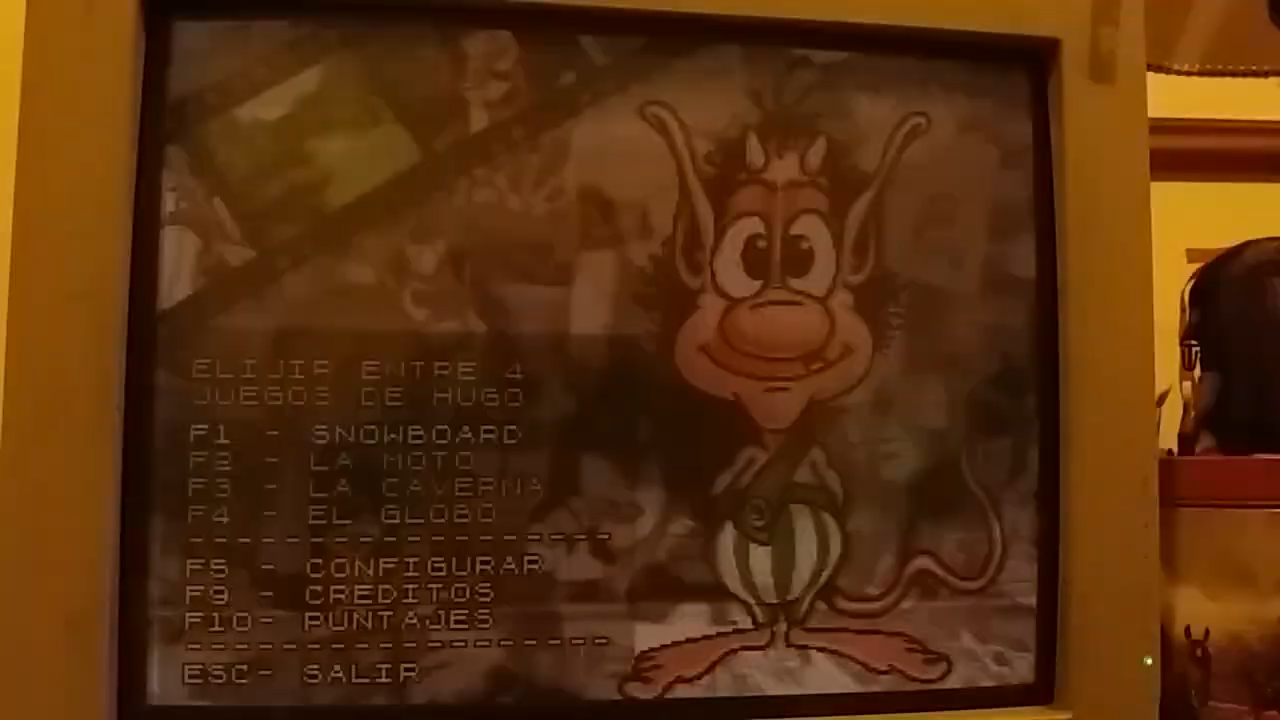 ELIJIR ENTRE 4
JUEGOS DE HUGO
F1 - SNOWBOARD
F2 - LA MOTO
F3 - LA CAVERNA
F4 - EL GLOBO
------------------
F5 - CONFIGURAR
F9 - CREDITOS
F10- PUNTAJES
------------------
ESC- SALIR